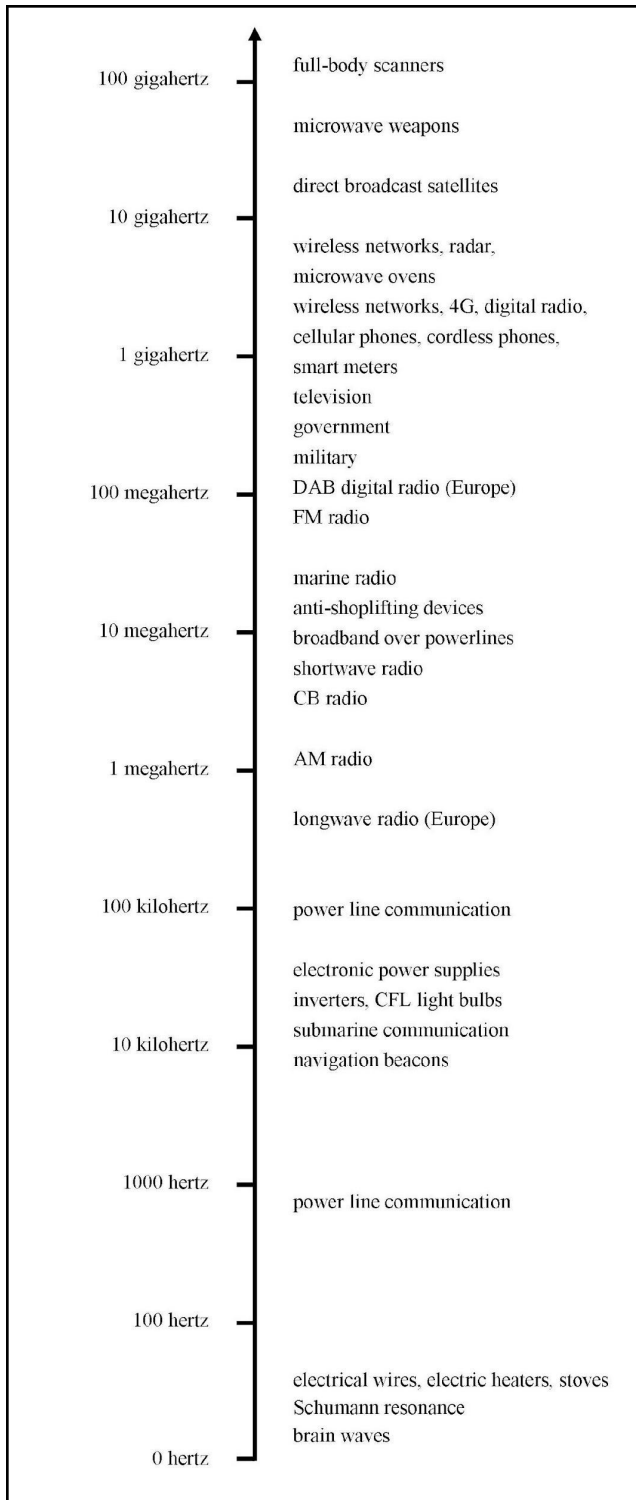 full-body scanners
100 gigahertz
microwave weapons
direct broadcast satellites
10 gigahertz
wireless networks, radar,
microwave ovens
wireless networks, 4G, digital radio,
cellular phones, cordless phones,
1 gigahertz
smart meters
television
government
military
DAB digital radio (Europe)
100 megahertz
FM radio
marine radio
anti-shoplifting devices
10 megahertz
broadband over powerlines
shortwave radio
CB radio
AM radio
1 megahertz
longwave radio (Europe)
100 kilohertz
power line communication
electronic power supplies
inverters, CFL light bulbs
submarine communication
10 kilohertz
navigation beacons
1000 hertz
power line communication
100 hertz
electrical wires, electric heaters, stoves
Schumann resonance
brain waves
0 hertz